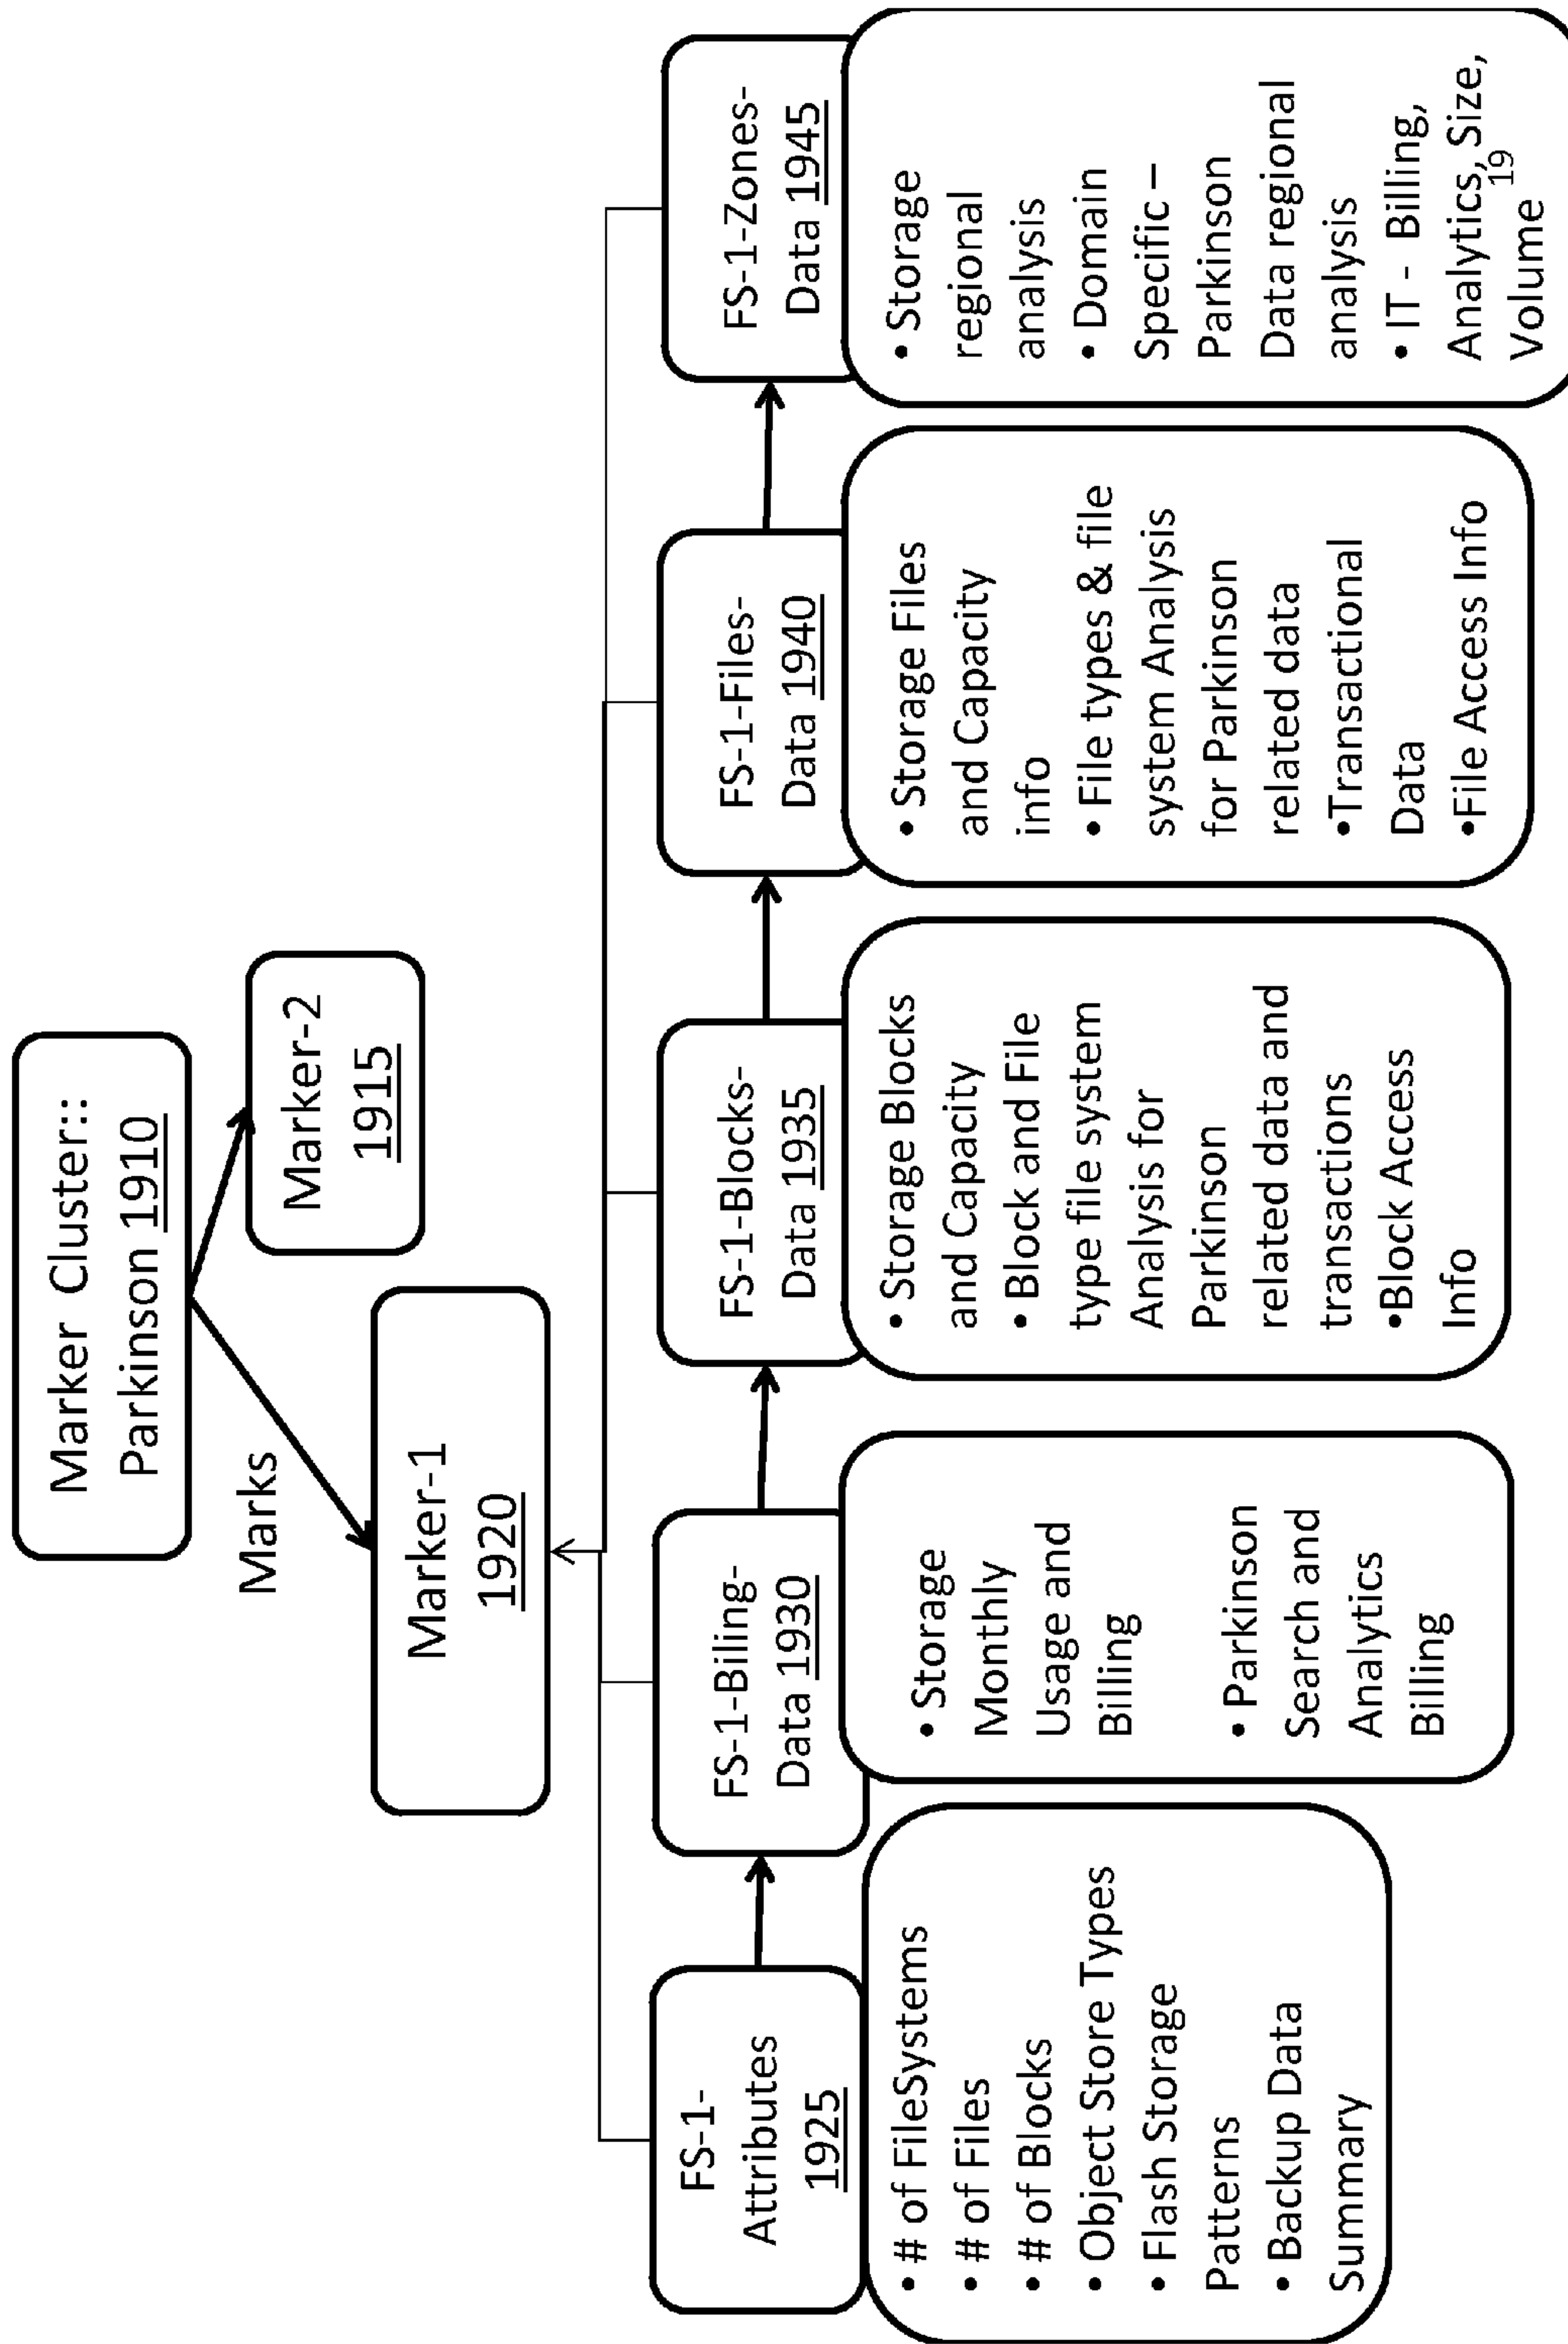 Marker Cluster::
Parkinson 1910
Marks
Marker-2
1915
Marker-1
1920
FS-1-
Attributes
1925
• # of FileSystems
• # of Files
• # of Blocks
• Object Store Types
• Flash Storage
Patterns
• Backup Data
Summary
FS-1-Biling-
Data 1930
• Storage
Monthly
Usage and
Billing
• Parkinson
Search and
Analytics
Billing
FS-1-Blocks-
Data 1935
• Storage Blocks
and Capacity
• Block and File
type file system
Analysis for
Parkinson
related data and
transactions
•Block Access
Info
FS-1-Files-
Data 1940
• Storage Files
and Capacity
info
• File types & file
system Analysis
for Parkinson
related data
•Transactional
Data
•File Access Info
FS-1-Zones-
Data 1945
• Storage
regional
analysis
• Domain
Specific –
Parkinson
Data regional
analysis
• IT - Billing,
Analytics, Size,
Volume
19